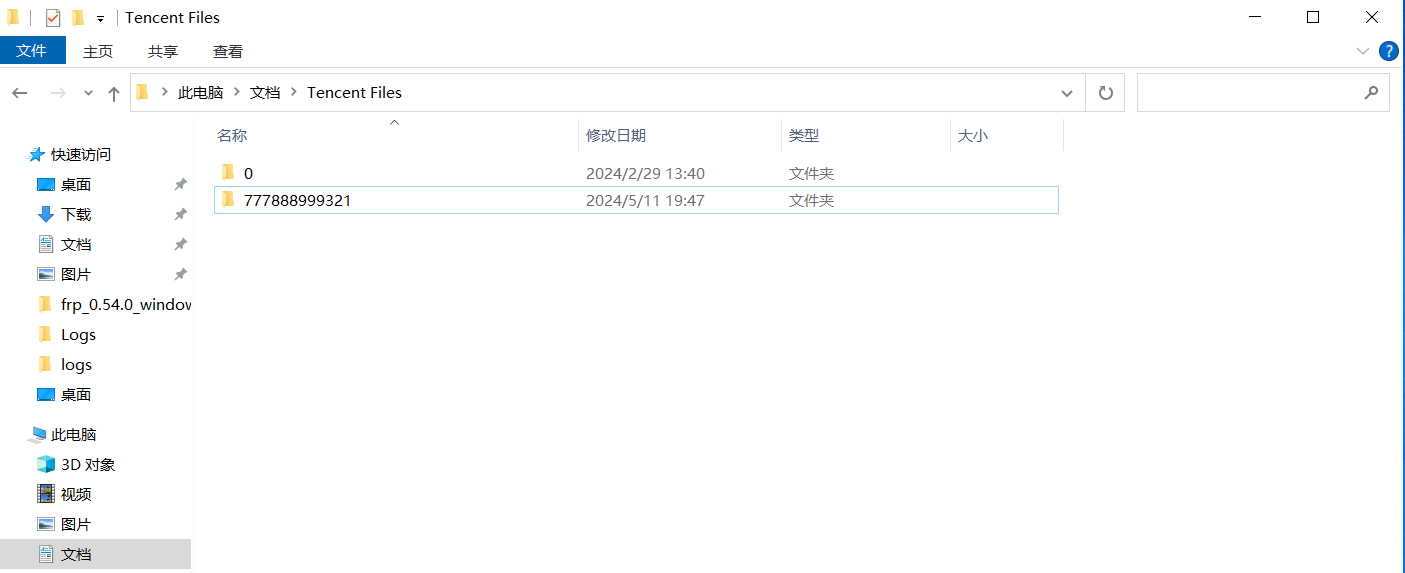 Tencent Files
文件 主页 共享 查看
此电脑 文档 Tencent Files
名称 修改日期 类型 大小
0 2024/2/29 13:40 文件夹
777888999321 2024/5/11 19:47 文件夹
快速访问
桌面
下载
文档
图片
frp_0.54.0_window
Logs
logs
桌面
此电脑
3D 对象
视频
图片
文档